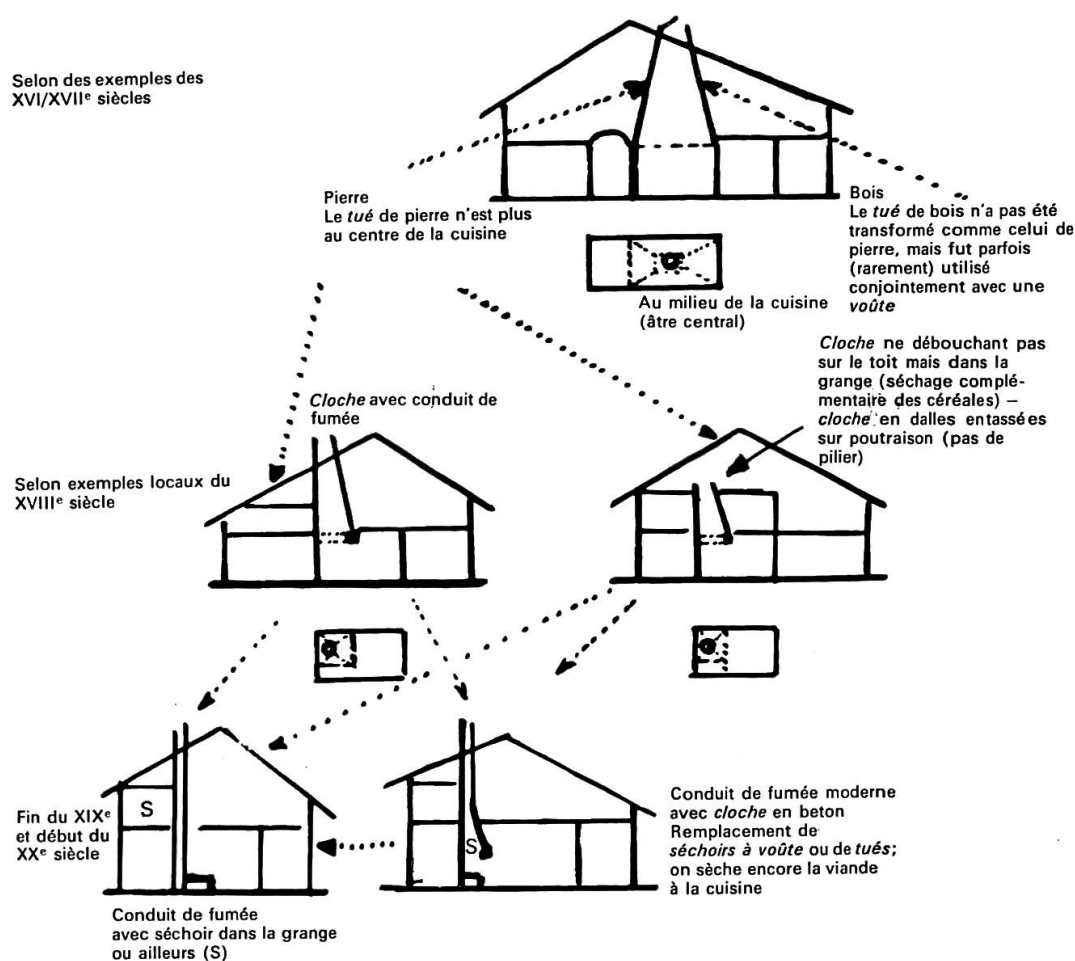 Selon des exemples des
XVI/XVIIe siècles
Pierre
Le tué de pierre n'est plus
au centre de la cuisine
Bois
Le tué de bois n'a pas été
transformé comme celui de
pierre, mais fut parfois
(rarement) utilisé
conjointement avec une
voûte
Au milieu de la cuisine
(âtre central)
Cloche ne débouchant pas
sur le toit mais dans la
grange (séchage complé-
mentaire des céréales) –
cloche en dalles entassées
sur poutraison (pas de
pilier)
Cloche avec conduit de
fumée
Selon exemples locaux du
XVIIIe siècle
Fin du XIXe
et début du
XXe siècle
S
S
Conduit de fumée moderne
avec cloche en beton
Remplacement de
séchoirs à voûte ou de tués;
on sèche encore la viande
à la cuisine
Conduit de fumée
avec séchoir dans la grange
ou ailleurs (S)